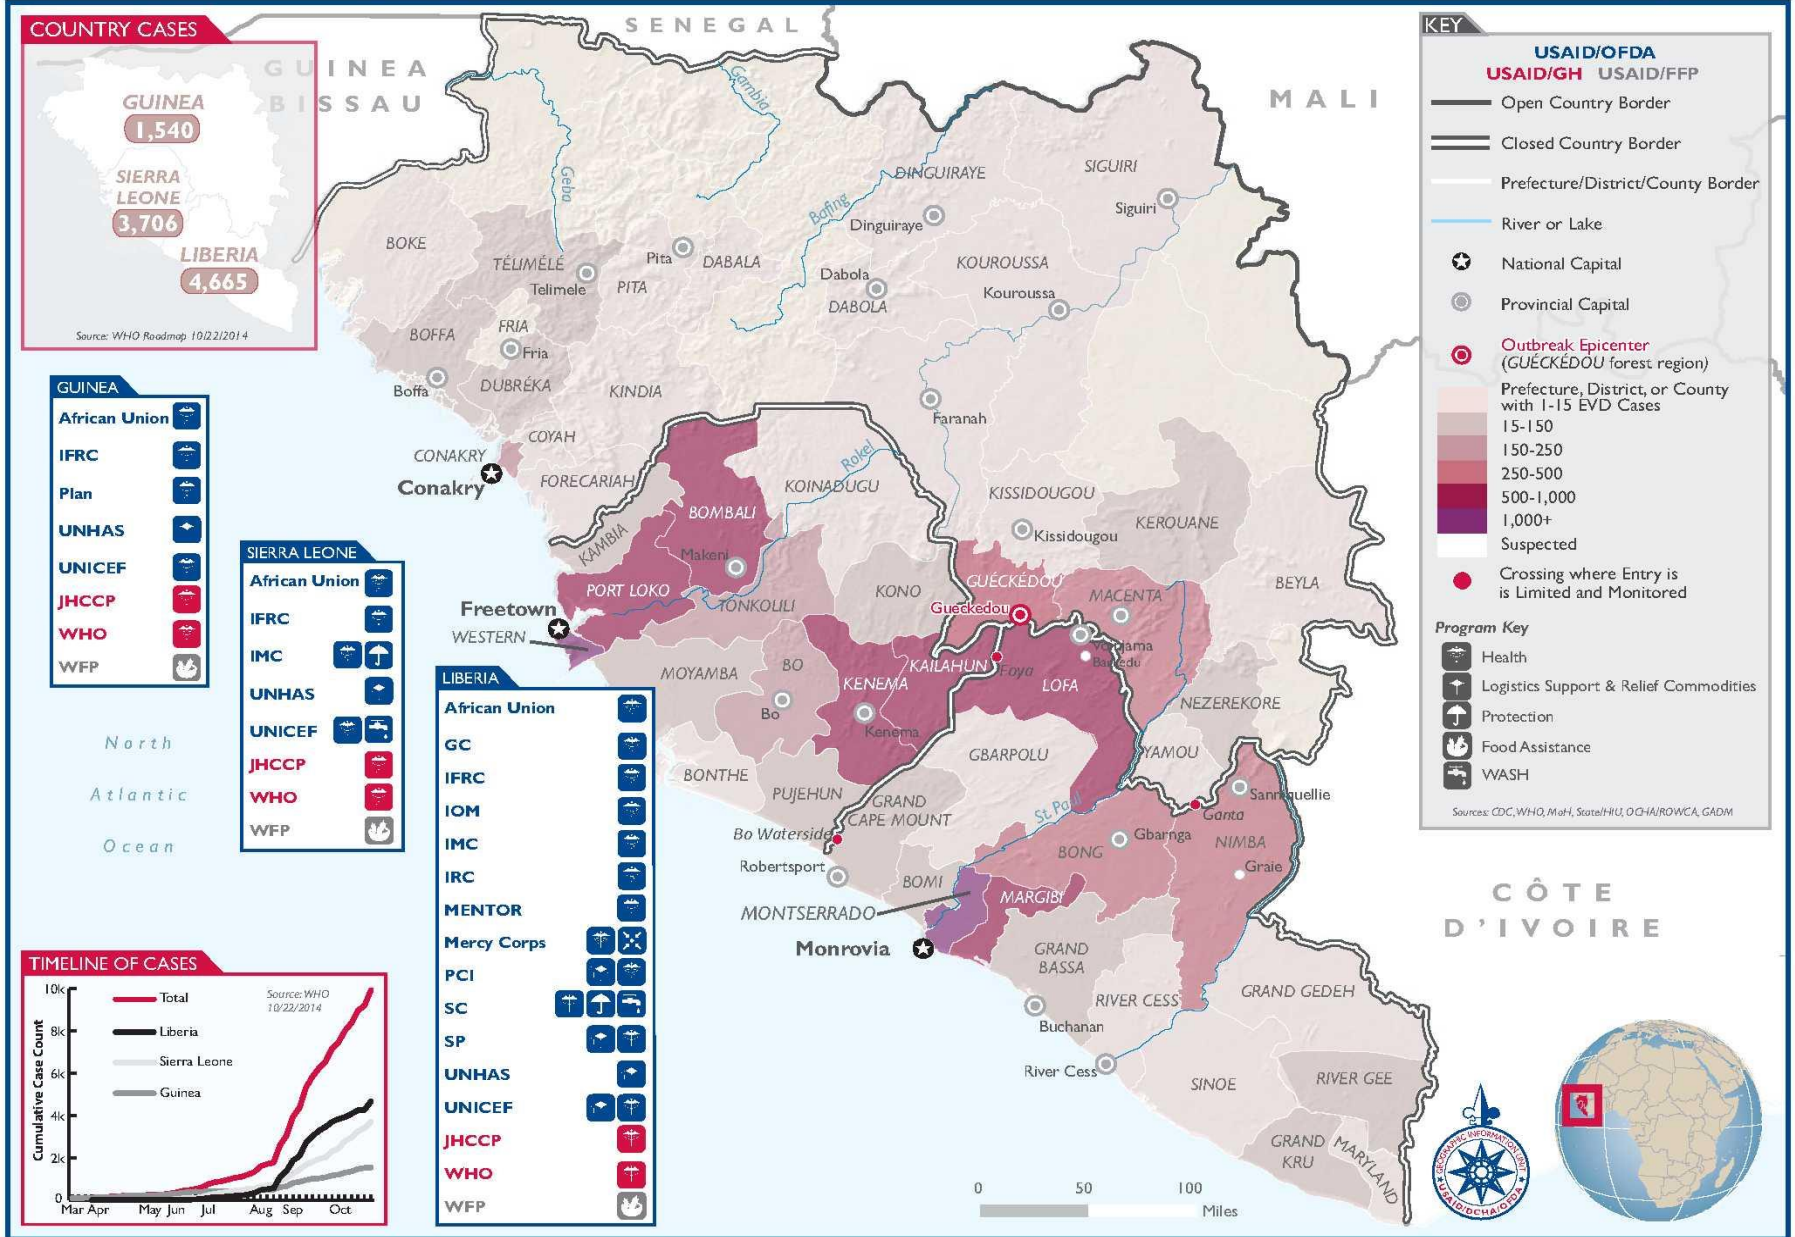 COUNTRY CASES
GUINEA
1,540
SIERRA
LEONE
3,706
LIBERIA
4,665
Source: WHO Roadmap 10/22/2014
SENEGAL
GUINEA
BISSAU
MALI
CÔTE
D'IVOIRE
North
Atlantic
Ocean
GUINEA
African Union
IFRC
Plan
UNHAS
UNICEF
JHCCP
WHO
WFP
SIERRA LEONE
African Union
IFRC
IMC
UNHAS
UNICEF
JHCCP
WHO
WFP
LIBERIA
African Union
GC
IFRC
IOM
IMC
IRC
MENTOR
Mercy Corps
PCI
SC
SP
UNHAS
UNICEF
JHCCP
WHO
WFP
TIMELINE OF CASES
Source: WHO
10/22/2014
Total
Liberia
Sierra Leone
Guinea
Cumulative Case Count
10k
8k
6k
4k
2k
0
Mar Apr May Jun Jul Aug Sep Oct
Gambia
Geba
Bafing
DINGUIRAYE
SIGUIRI
Siguiri
Dinguiraye
BOKE
TÉLIMÉLÉ
Telimele
Pita
PITA
DABALA
Dabola
DABOLA
KOUROUSSA
Kouroussa
BOFFA
FRIA
Fria
Boffa
DUBRÉKA
KINDIA
Faranah
COYAH
CONAKRY
Conakry
FORECARIAH
Rokel
KOINADUGU
KISSIDOUGOU
Kissidougou
KEROUANE
BEYLA
BOMBALI
KAMBIA
Makeni
PORT LOKO
TONKOLILI
KONO
GUÉCKÉDOU
Gueckedou
MACENTA
Freetown
WESTERN
MOYAMBA
BO
Bo
KENEMA
Kenema
KAILAHUN
Foya
Voinjama
Barkedu
LOFA
NEZEREKORE
YAMOU
GBARPOLU
BONTHE
PUJEHUN
GRAND
CAPE MOUNT
St Paul
Bo Waterside
Robertsport
BOMI
BONG
Gbarnga
Ganta
Sanniquellie
NIMBA
Graie
MONTSERRADO
MARGIBI
Monrovia
GRAND
BASSA
Buchanan
RIVER CESS
River Cess
GRAND GEDEH
SINOE
RIVER GEE
GRAND
KRU
MARYLAND
0 50 100
Miles
KEY
USAID/OFDA
USAID/GH USAID/FFP
Open Country Border
Closed Country Border
Prefecture/District/County Border
River or Lake
National Capital
Provincial Capital
Outbreak Epicenter
(GUÉCKÉDOU forest region)
Prefecture, District, or County
with 1-15 EVD Cases
15-150
150-250
250-500
500-1,000
1,000+
Suspected
Crossing where Entry is
is Limited and Monitored
Program Key
Health
Logistics Support & Relief Commodities
Protection
Food Assistance
WASH
Sources: CDC, WHO, MoH, State/HIU, OCHA/ROWCA, GADM
GEOGRAPHIC INFORMATION UNIT
USAID/DCHA/OFDA